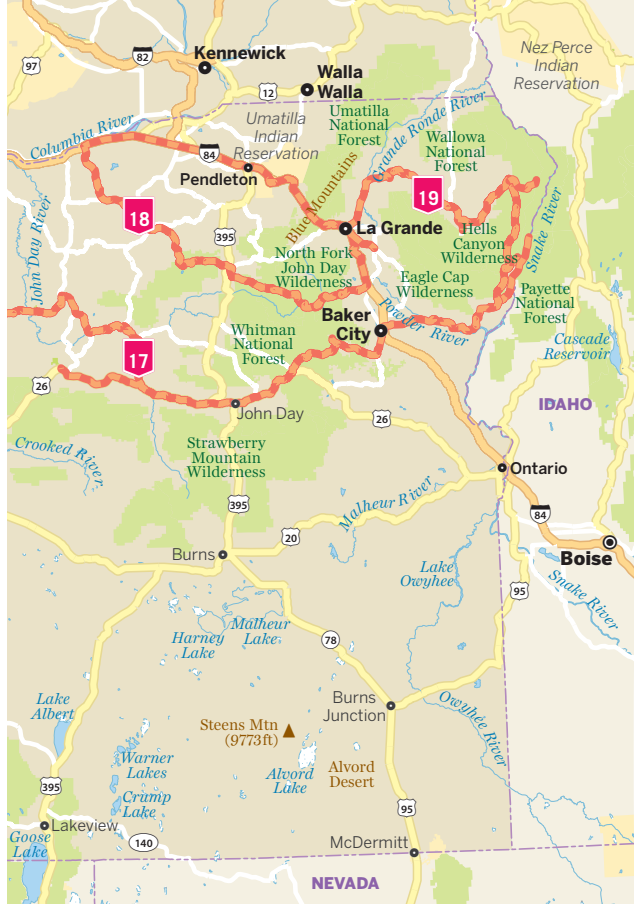 Nez Perce
Indian
Reservation
82
97
Kennewick
Walla
Walla
12
Umatilla
National
Forest
Umatilla
Indian
Reservation
Columbia River
84
Grande Ronde River
Wallowa
National
Forest
Pendleton
Blue Mountains
19
18
La Grande
395
John Day River
Hells
Canyon
Wilderness
Snake River
North Fork
John Day
Wilderness
Eagle Cap
Wilderness
Payette
National
Forest
Baker
City
Powder River
Whitman
National
Forest
Cascade
Reservoir
17
26
IDAHO
John Day
26
Crooked River
Strawberry
Mountain
Wilderness
Ontario
Malheur River
395
84
20
Burns
Boise
Lake
Owyhee
95
Snake River
Malheur
Lake
Harney
Lake
78
Burns
Junction
Owyhee River
Lake
Albert
Steens Mtn
(9773ft)
Warner
Lakes
Alvord
Lake
Alvord
Desert
395
Crump
Lake
95
Lakeview
140
McDermitt
Goose
Lake
NEVADA